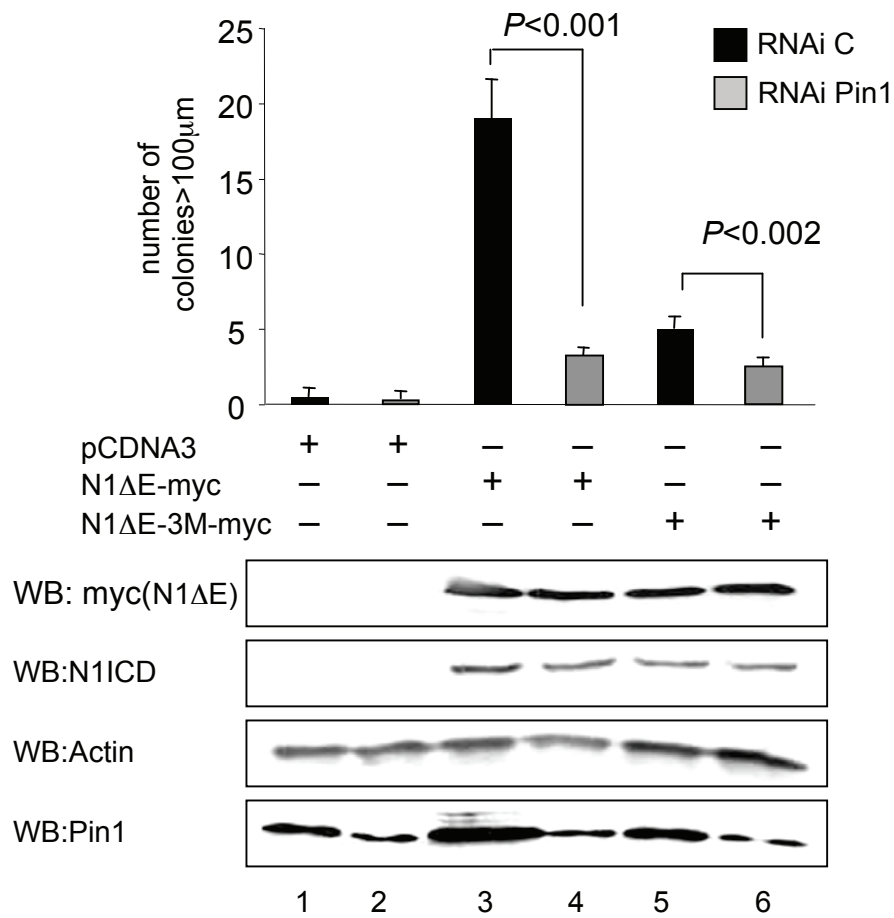 25
20
15
10
5
0
number of
colonies>100μm
P<0.001
P<0.002
RNAi C
RNAi Pin1
pCDNA3 + + – – – –
N1ΔE-myc – – + + – –
N1ΔE-3M-myc – – – – + +
WB: myc(N1ΔE)
WB:N1ICD
WB:Actin
WB:Pin1
1 2 3 4 5 6